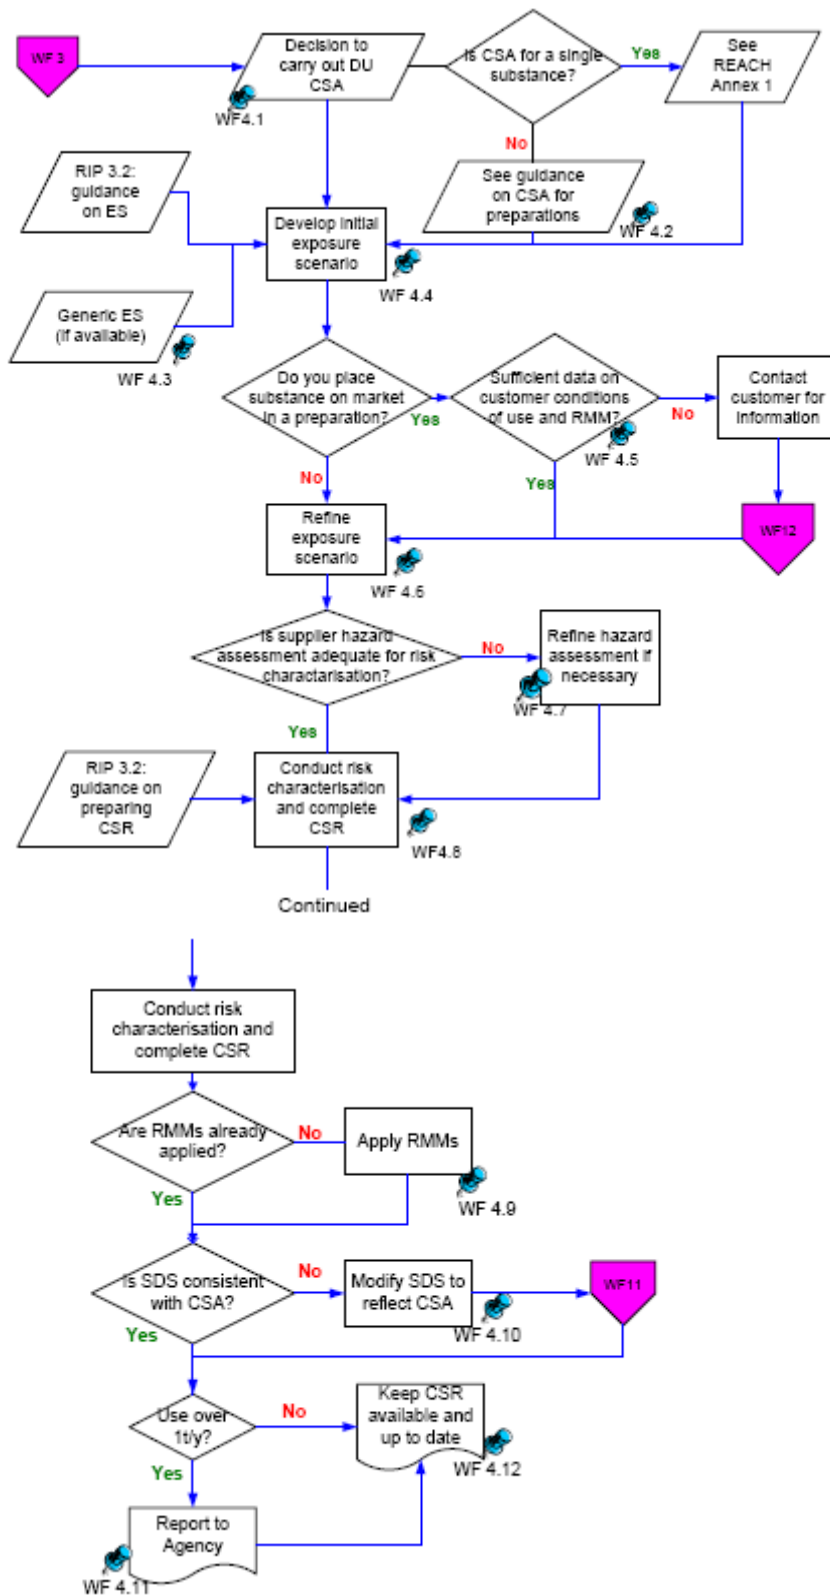 WF 3
Decision to
carry out DU
CSA
WF4.1
Is CSA for a single
substance?
Yes
See
REACH
Annex 1
No
RIP 3.2:
guidance
on ES
See guidance
on CSA for
preparations
WF 4.2
Develop initial
exposure
scenario
WF 4.4
Generic ES
(if available)
WF 4.3
Do you place
substance on market
in a preparation?
Yes
Sufficient data on
customer conditions
of use and RMM?
WF 4.5
No
Contact
customer for
information
No
Yes
WF12
Refine
exposure
scenario
WF 4.6
Is supplier hazard
assessment adequate for risk
charactarisation?
No
Refine hazard
assessment if
necessary
WF 4.7
Yes
RIP 3.2:
guidance on
preparing
CSR
Conduct risk
characterisation
and complete
CSR
WF4.8
Continued
Conduct risk
characterisation and
complete CSR
Are RMMs already
applied?
No
Apply RMMs
WF 4.9
Yes
Is SDS consistent
with CSA?
No
Modify SDS to
reflect CSA
WF 4.10
WF11
Yes
Use over
1t/y?
No
Keep CSR
available and
up to date
WF 4.12
Yes
Report to
Agency
WF 4.11